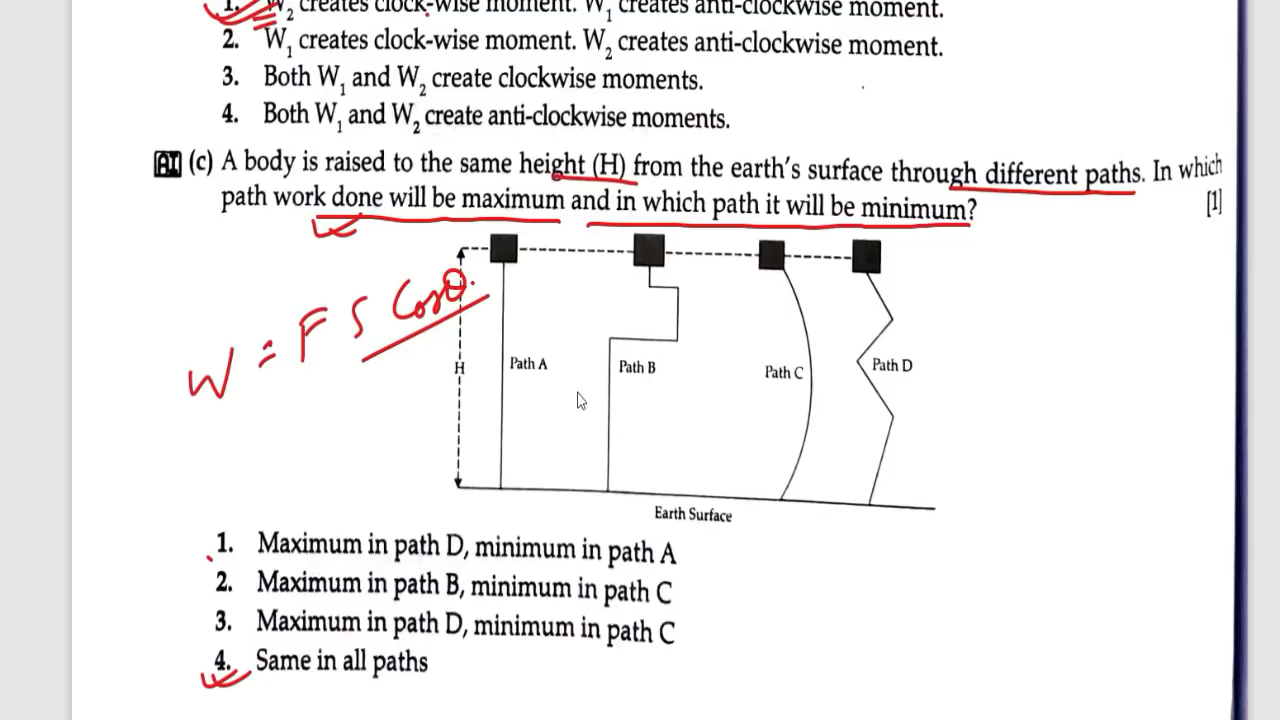 1. W2 creates clock-wise moment. W1 creates anti-clockwise moment.
2. W1 creates clock-wise moment. W2 creates anti-clockwise moment.
3. Both W1 and W2 create clockwise moments.
4. Both W1 and W2 create anti-clockwise moments.
AI (c) A body is raised to the same height (H) from the earth's surface through different paths. In which
path work done will be maximum and in which path it will be minimum? [1]
W = F S Cosθ.
H
Path A
Path B
Path C
Path D
Earth Surface
1. Maximum in path D, minimum in path A
2. Maximum in path B, minimum in path C
3. Maximum in path D, minimum in path C
4. Same in all paths